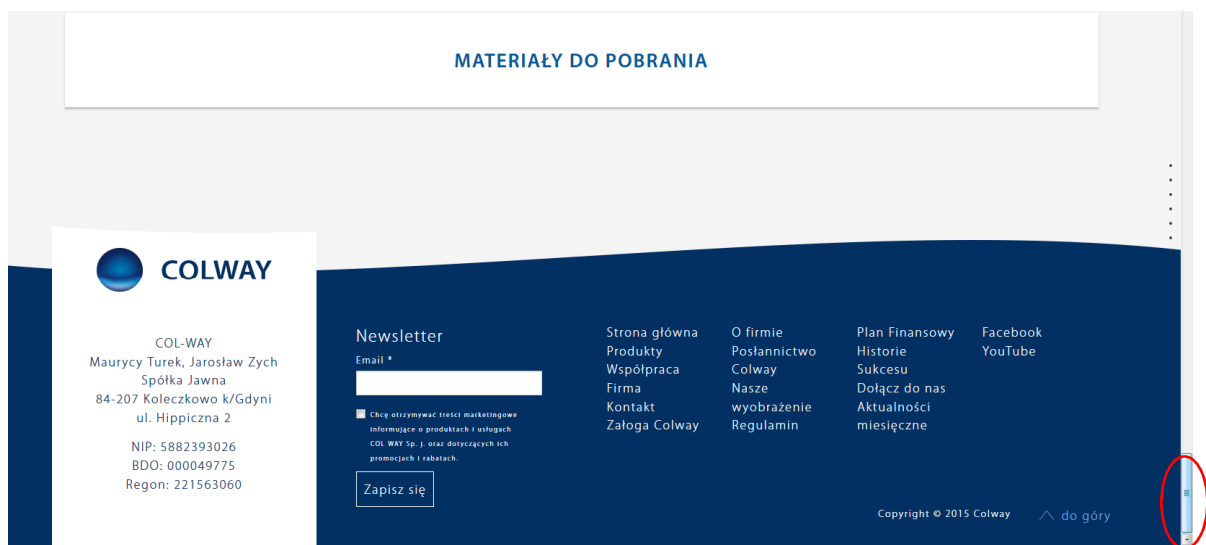 MATERIAŁY DO POBRANIA
COLWAY
COL-WAY
Maurycy Turek, Jarosław Zych
Spółka Jawna
84-207 Koleczkowo k/Gdyni
ul. Hippiczna 2
NIP: 5882393026
BDO: 000049775
Regon: 221563060
Newsletter
Email *
Chcę otrzymywać treści marketingowe
informujące o produktach i usługach
COL WAY Sp. j. oraz dotyczących ich
promocjach i rabatach.
Zapisz się
Strona główna
Produkty
Współpraca
Firma
Kontakt
Załoga Colway
O firmie
Posłannictwo
Colway
Nasze
wyobrażenie
Regulamin
Plan Finansowy
Historie
Sukcesu
Dołącz do nas
Aktualności
miesięczne
Facebook
YouTube
Copyright © 2015 Colway
do góry